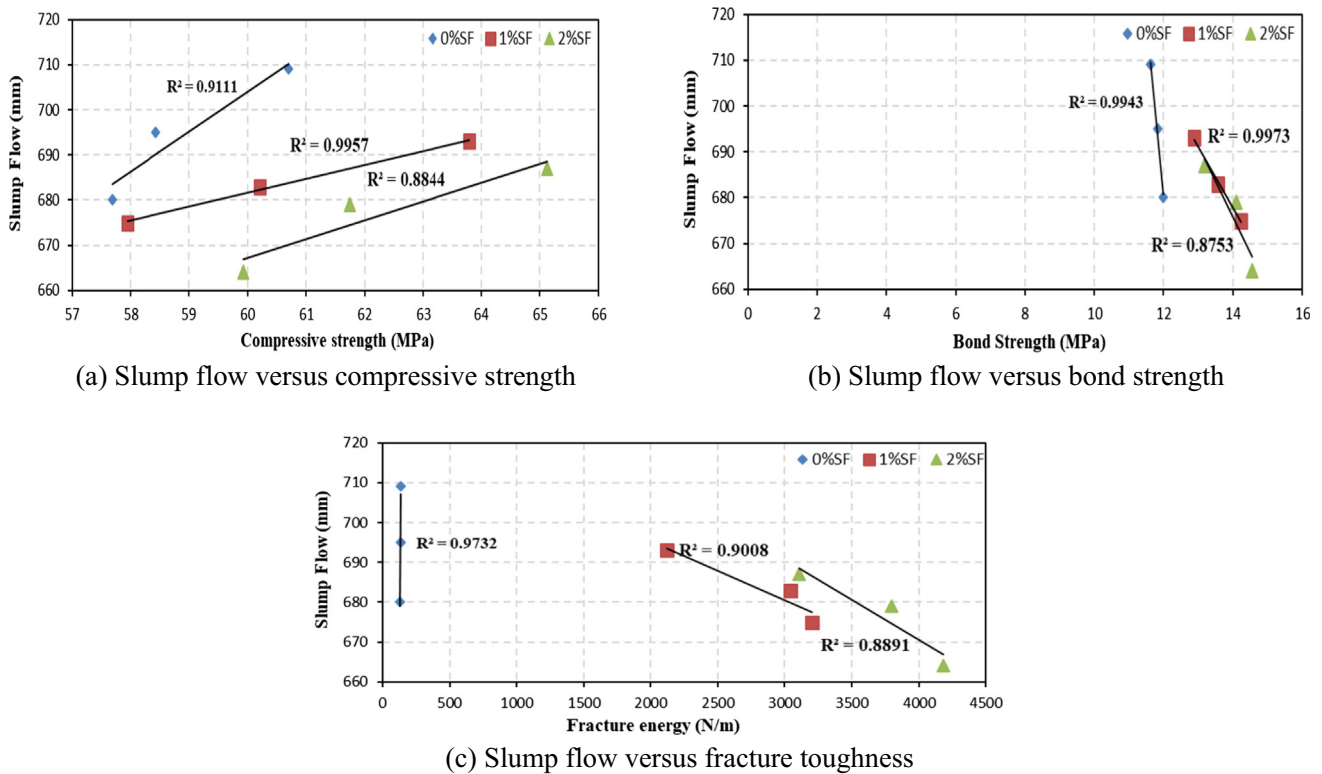 720
710
700
690
680
670
660
Slump Flow (mm)
0%SF 1%SF 2%SF
R² = 0.9111
R² = 0.9957
R² = 0.8844
57 58 59 60 61 62 63 64 65 66
Compressive strength (MPa)
(a) Slump flow versus compressive strength
720
710
700
690
680
670
660
Slump Flow (mm)
0%SF 1%SF 2%SF
R² = 0.9943
R² = 0.9973
R² = 0.8753
0 2 4 6 8 10 12 14 16
Bond Strength (MPa)
(b) Slump flow versus bond strength
720
710
700
690
680
670
660
Slump Flow (mm)
0%SF 1%SF 2%SF
R² = 0.9732
R² = 0.9008
R² = 0.8891
0 500 1000 1500 2000 2500 3000 3500 4000 4500
Fracture energy (N/m)
(c) Slump flow versus fracture toughness